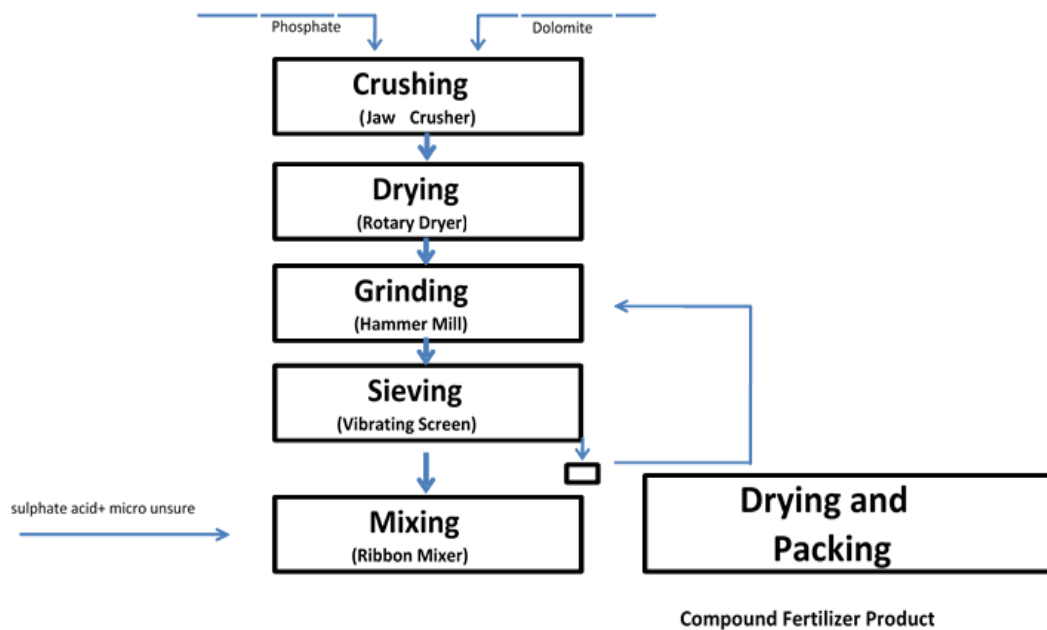 Phosphate
Dolomite
Crushing
(Jaw Crusher)
Drying
(Rotary Dryer)
Grinding
(Hammer Mill)
Sieving
(Vibrating Screen)
sulphate acid+ micro unsure
Mixing
(Ribbon Mixer)
Drying and
Packing
Compound Fertilizer Product